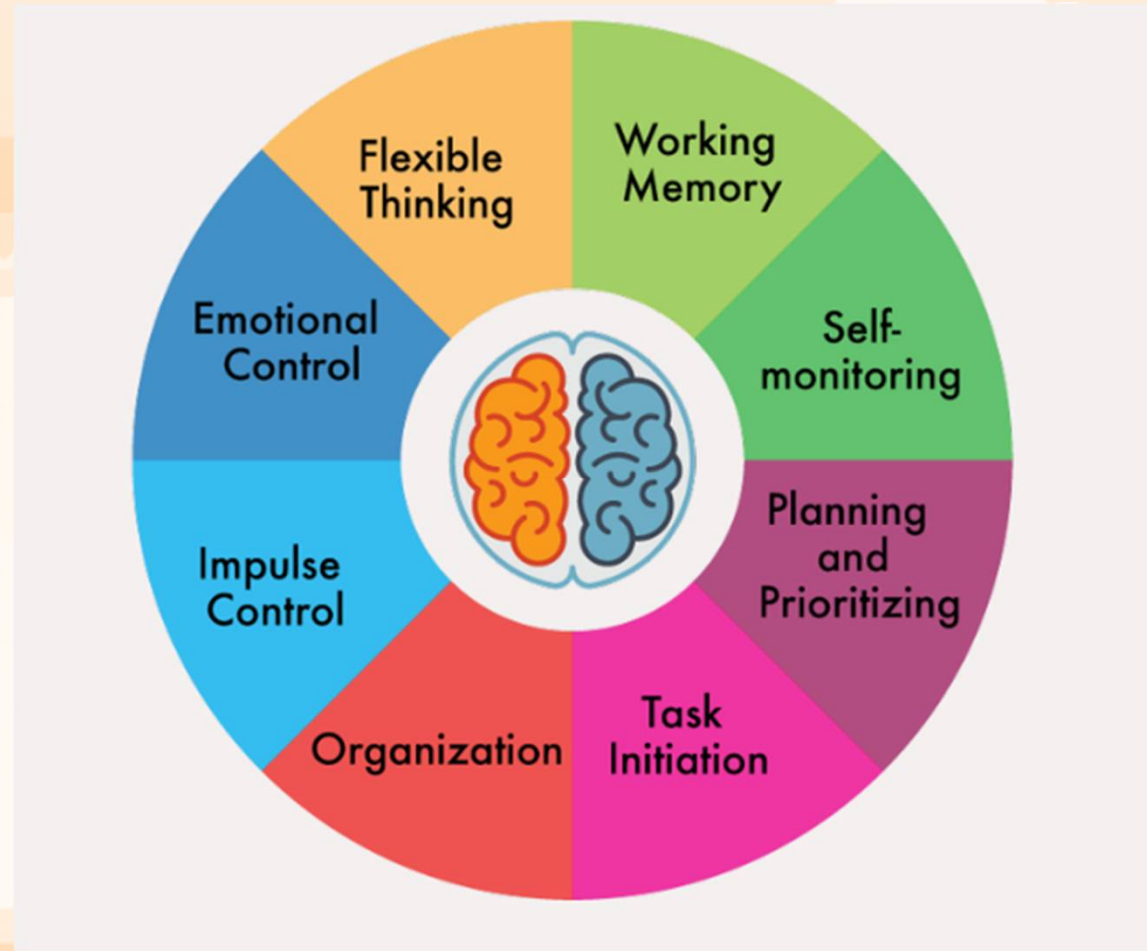 Flexible
Thinking
Working
Memory
Self-
monitoring
Planning
and
Prioritizing
Task
Initiation
Organization
Impulse
Control
Emotional
Control